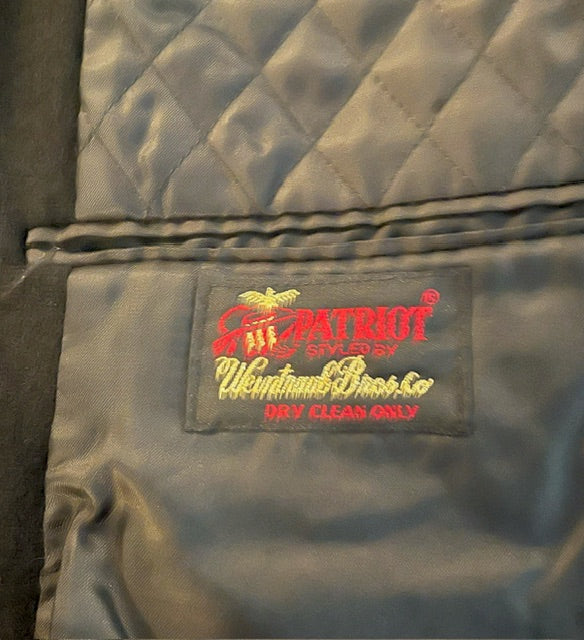 PATRIOT®
STYLED BY
Weintraub Bros. Co
DRY CLEAN ONLY